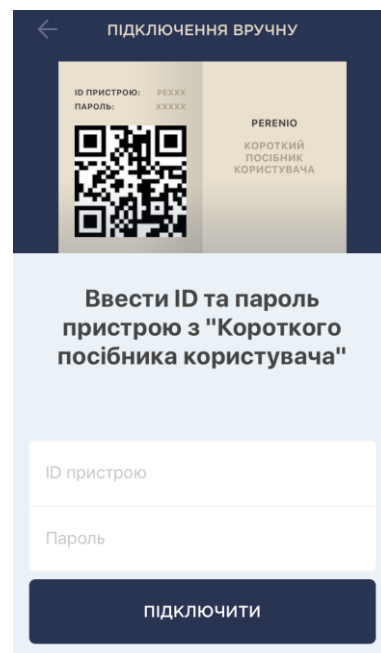 ПІДКЛЮЧЕННЯ ВРУЧНУ
ID ПРИСТРОЮ: PEXXX
ПАРОЛЬ: XXXXX
PERENIO
КОРОТКИЙ
ПОСІБНИК
КОРИСТУВАЧА
Ввести ID та пароль
пристрою з "Короткого
посібника користувача"
ID пристрою
Пароль
ПІДКЛЮЧИТИ